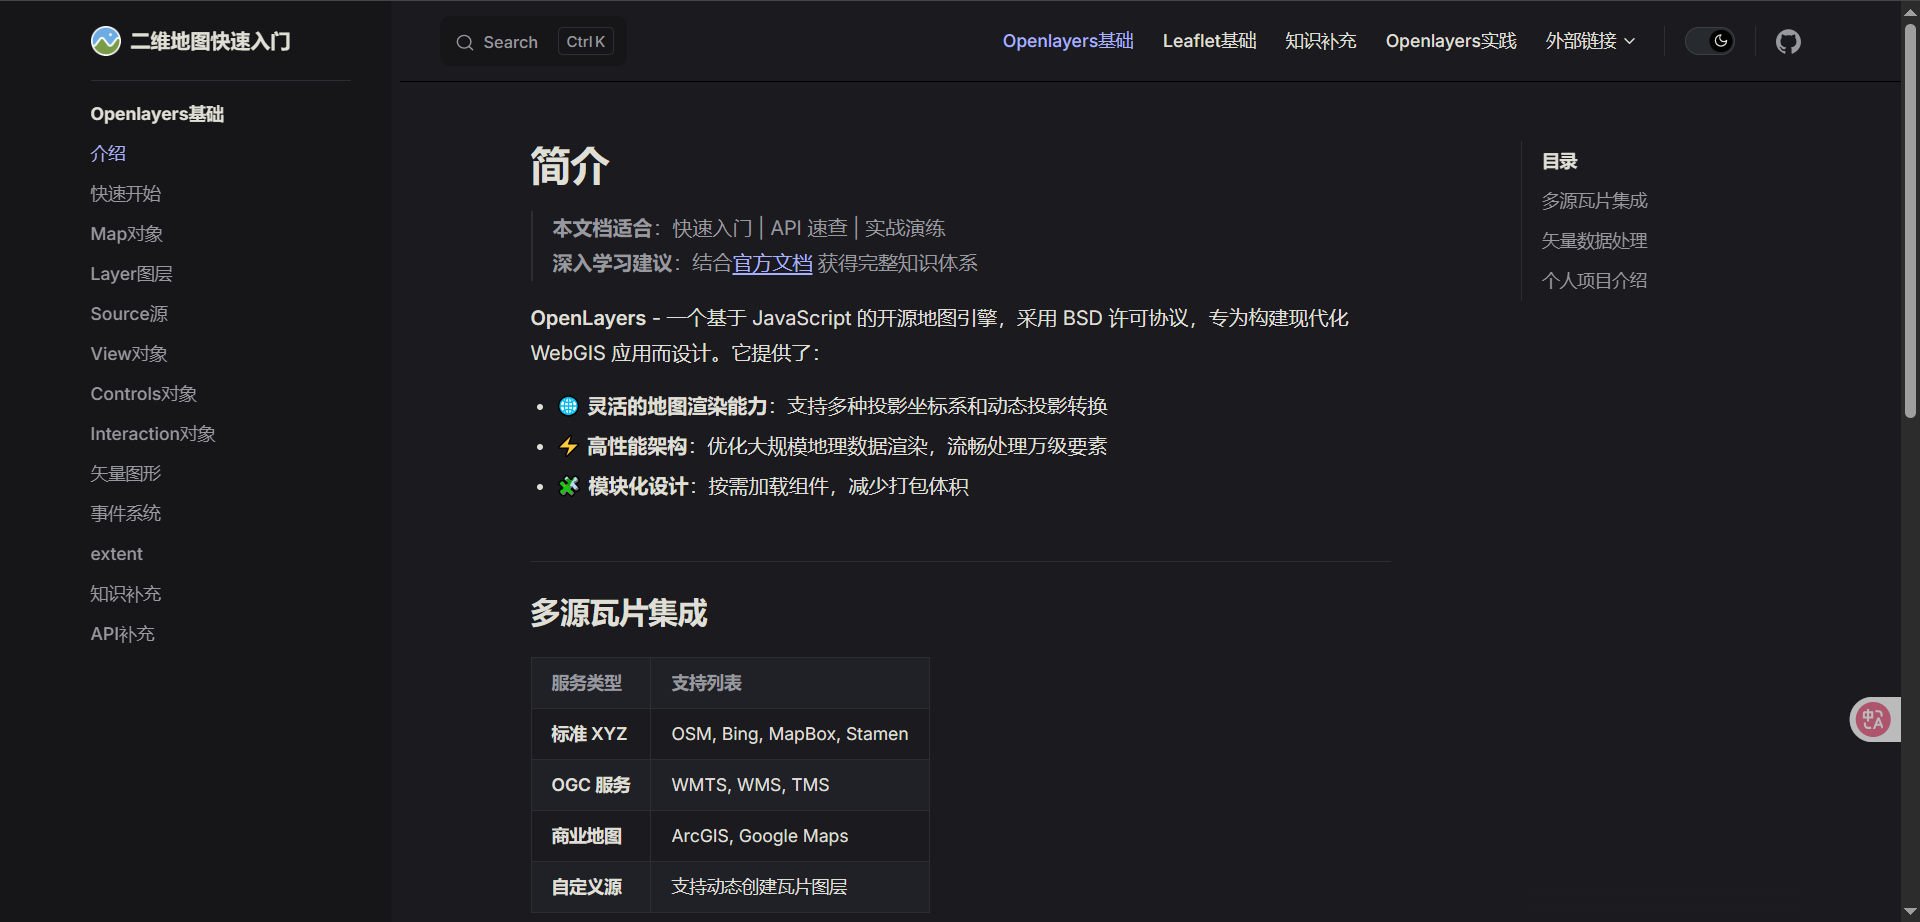 二维地图快速入门
Search
Ctrl K
Openlayers基础
Leaflet基础
知识补充
Openlayers实践
外部链接
Openlayers基础
介绍
快速开始
Map对象
Layer图层
Source源
View对象
Controls对象
Interaction对象
矢量图形
事件系统
extent
知识补充
API补充
简介
本文档适合：快速入门 | API 速查 | 实战演练
深入学习建议：结合官方文档 获得完整知识体系
OpenLayers - 一个基于 JavaScript 的开源地图引擎，采用 BSD 许可协议，专为构建现代化
WebGIS 应用而设计。它提供了：
• 🌐 灵活的地图渲染能力：支持多种投影坐标系和动态投影转换
• ⚡ 高性能架构：优化大规模地理数据渲染，流畅处理万级要素
• 🧩 模块化设计：按需加载组件，减少打包体积
多源瓦片集成
服务类型 支持列表
标准 XYZ OSM, Bing, MapBox, Stamen
OGC 服务 WMTS, WMS, TMS
商业地图 ArcGIS, Google Maps
自定义源 支持动态创建瓦片图层
目录
多源瓦片集成
矢量数据处理
个人项目介绍
中A